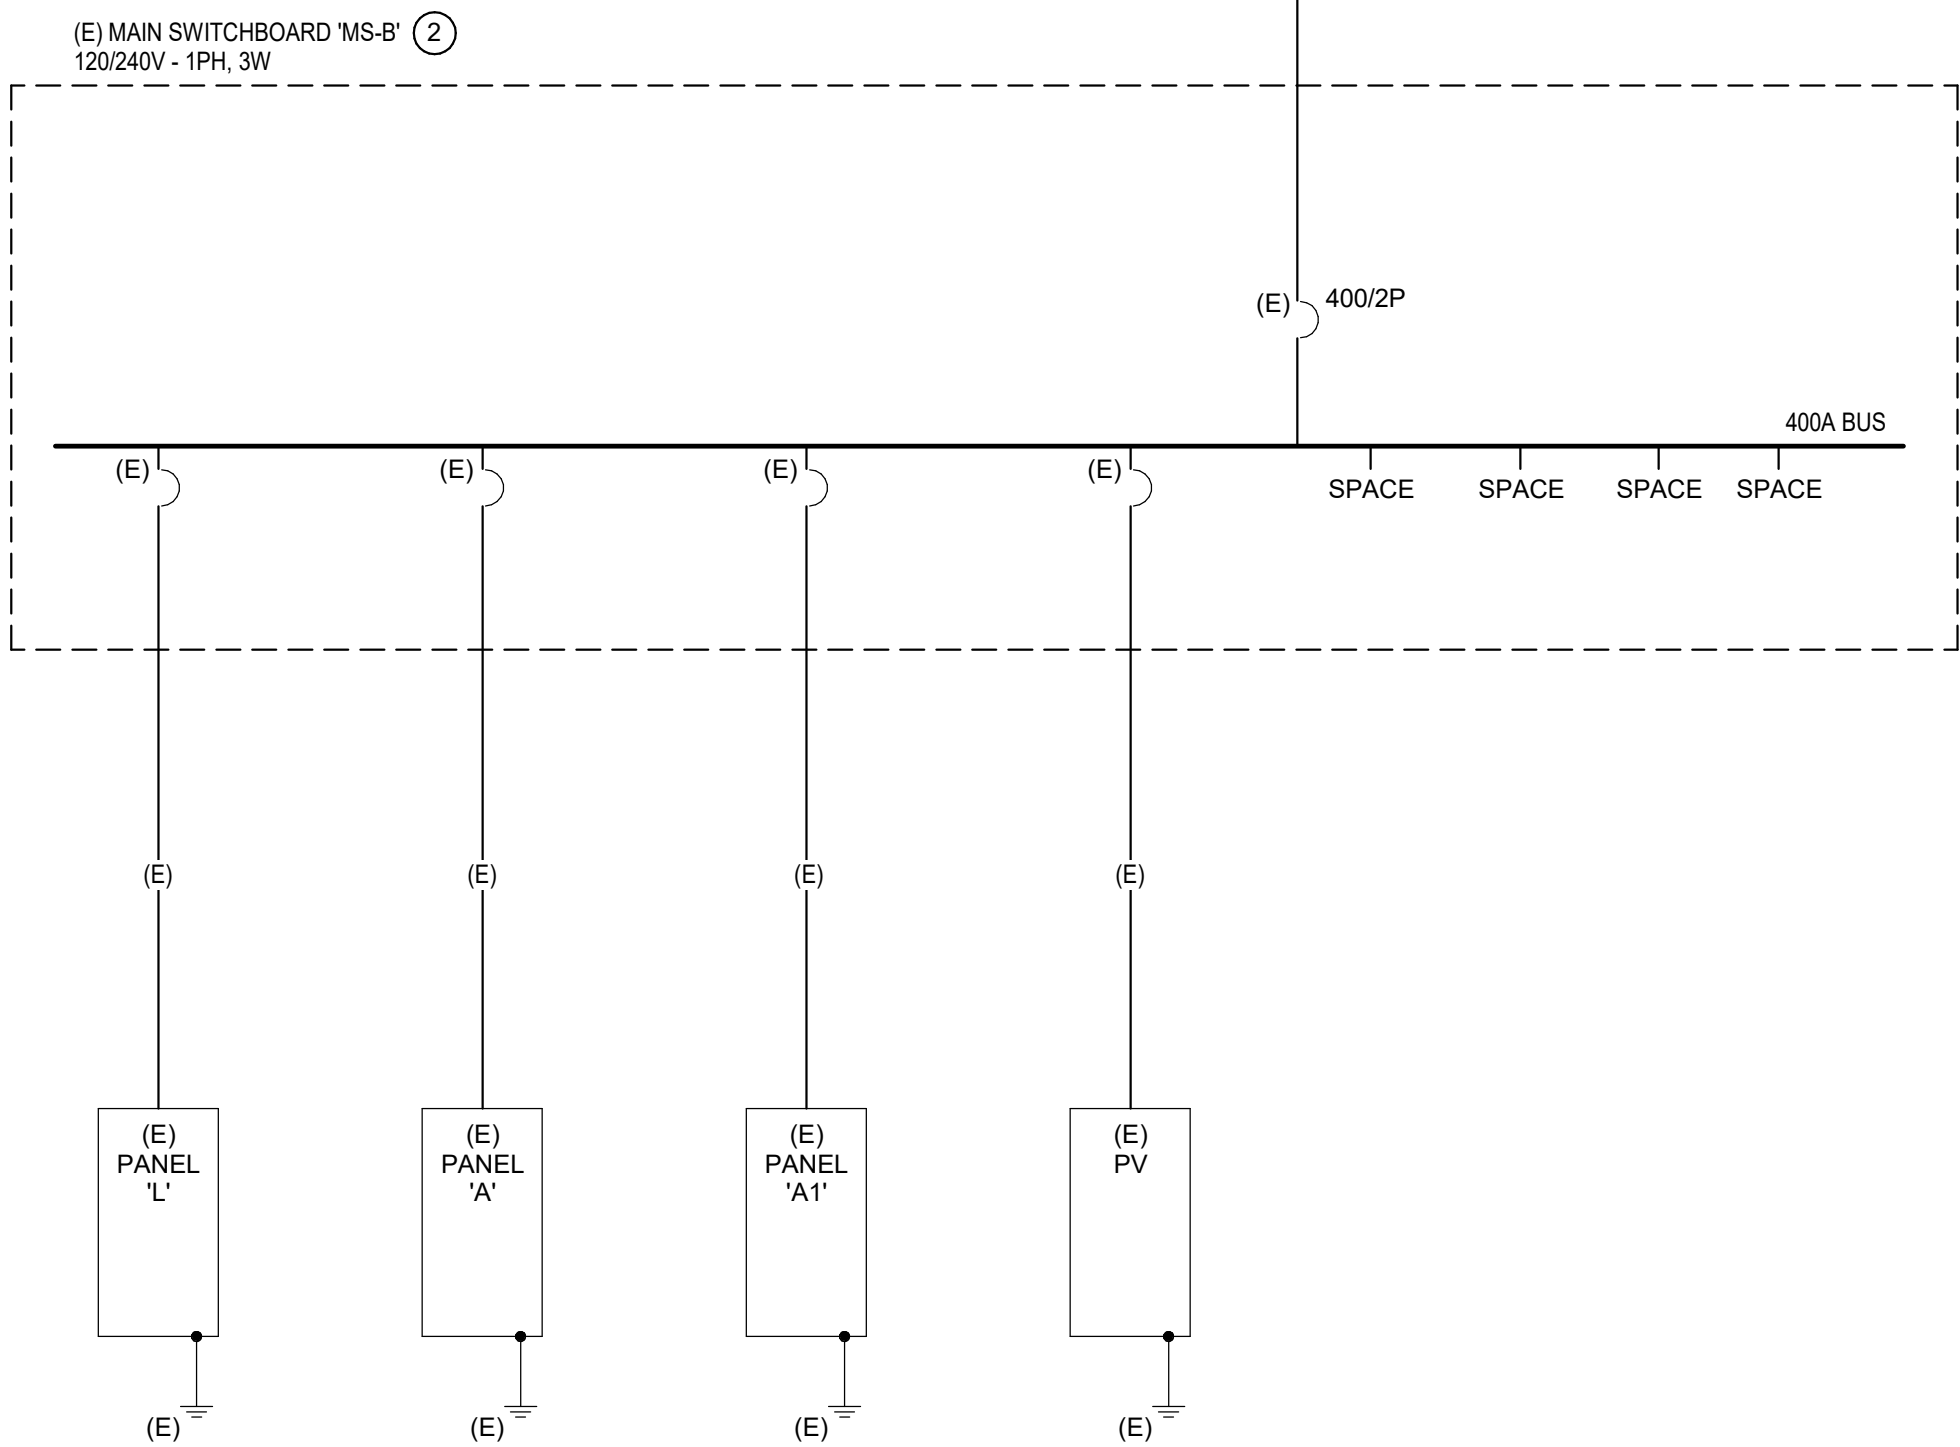 (E) MAIN SWITCHBOARD 'MS-B' 2
120/240V - 1PH, 3W
(E) 400/2P
400A BUS
(E) (E) (E) (E)
SPACE SPACE SPACE SPACE
(E) (E) (E) (E)
(E)
PANEL
'L'
(E)
PANEL
'A'
(E)
PANEL
'A1'
(E)
PV
(E) (E) (E) (E)